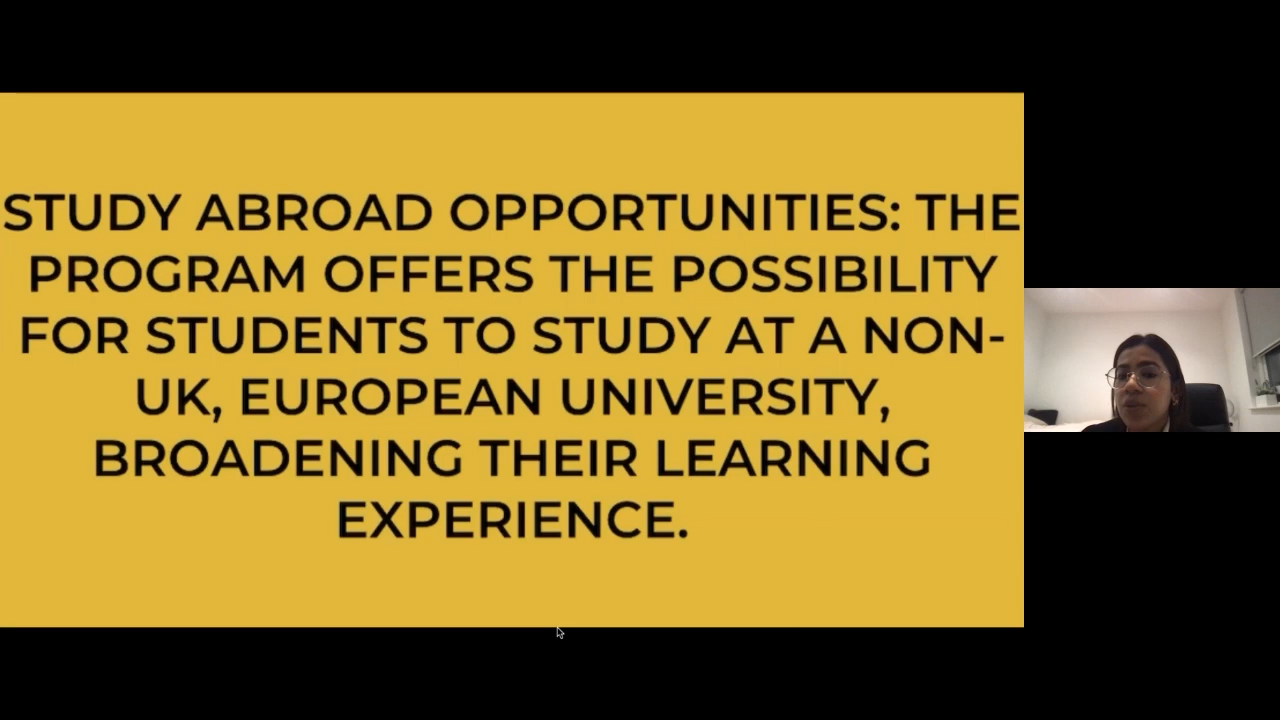 STUDY ABROAD OPPORTUNITIES: THE
PROGRAM OFFERS THE POSSIBILITY
FOR STUDENTS TO STUDY AT A NON-
UK, EUROPEAN UNIVERSITY,
BROADENING THEIR LEARNING
EXPERIENCE.